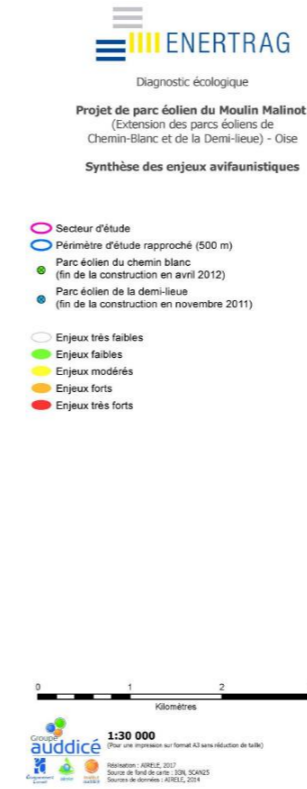 ENERTRAG
Diagnostic écologique
Projet de parc éolien du Moulin Malinot
(Extension des parcs éoliens de
Chemin-Blanc et de la Demi-lieue) - Oise
Synthèse des enjeux avifaunistiques
Secteur d'étude
Périmètre d'étude rapproché (500 m)
Parc éolien du chemin blanc
(fin de la construction en avril 2012)
Parc éolien de la demi-lieue
(fin de la construction en novembre 2011)
Enjeux très faibles
Enjeux faibles
Enjeux modérés
Enjeux forts
Enjeux très forts
0 1 2
Kilomètres
Groupe
auddicé
1:30 000
(Pour une impression sur format A3 sans réduction de taille)
Réalisation : AIRELE, 2017
Source de fond de carte : IGN, SCAN25
Sources de données : AIRELE, 2014